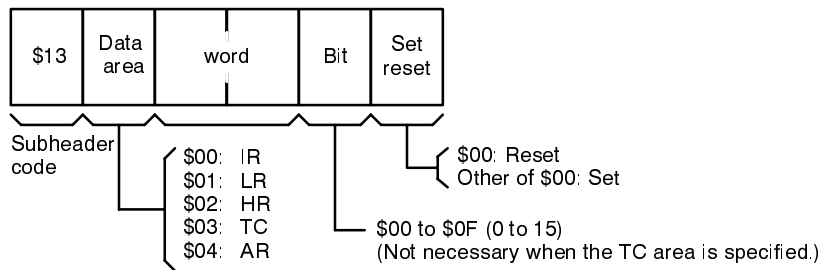 $13
Data
area
word
Bit
Set
reset
Subheader
code
$00: IR
$01: LR
$02: HR
$03: TC
$04: AR
$00: Reset
Other of $00: Set
$00 to $0F (0 to 15)
(Not necessary when the TC area is specified.)